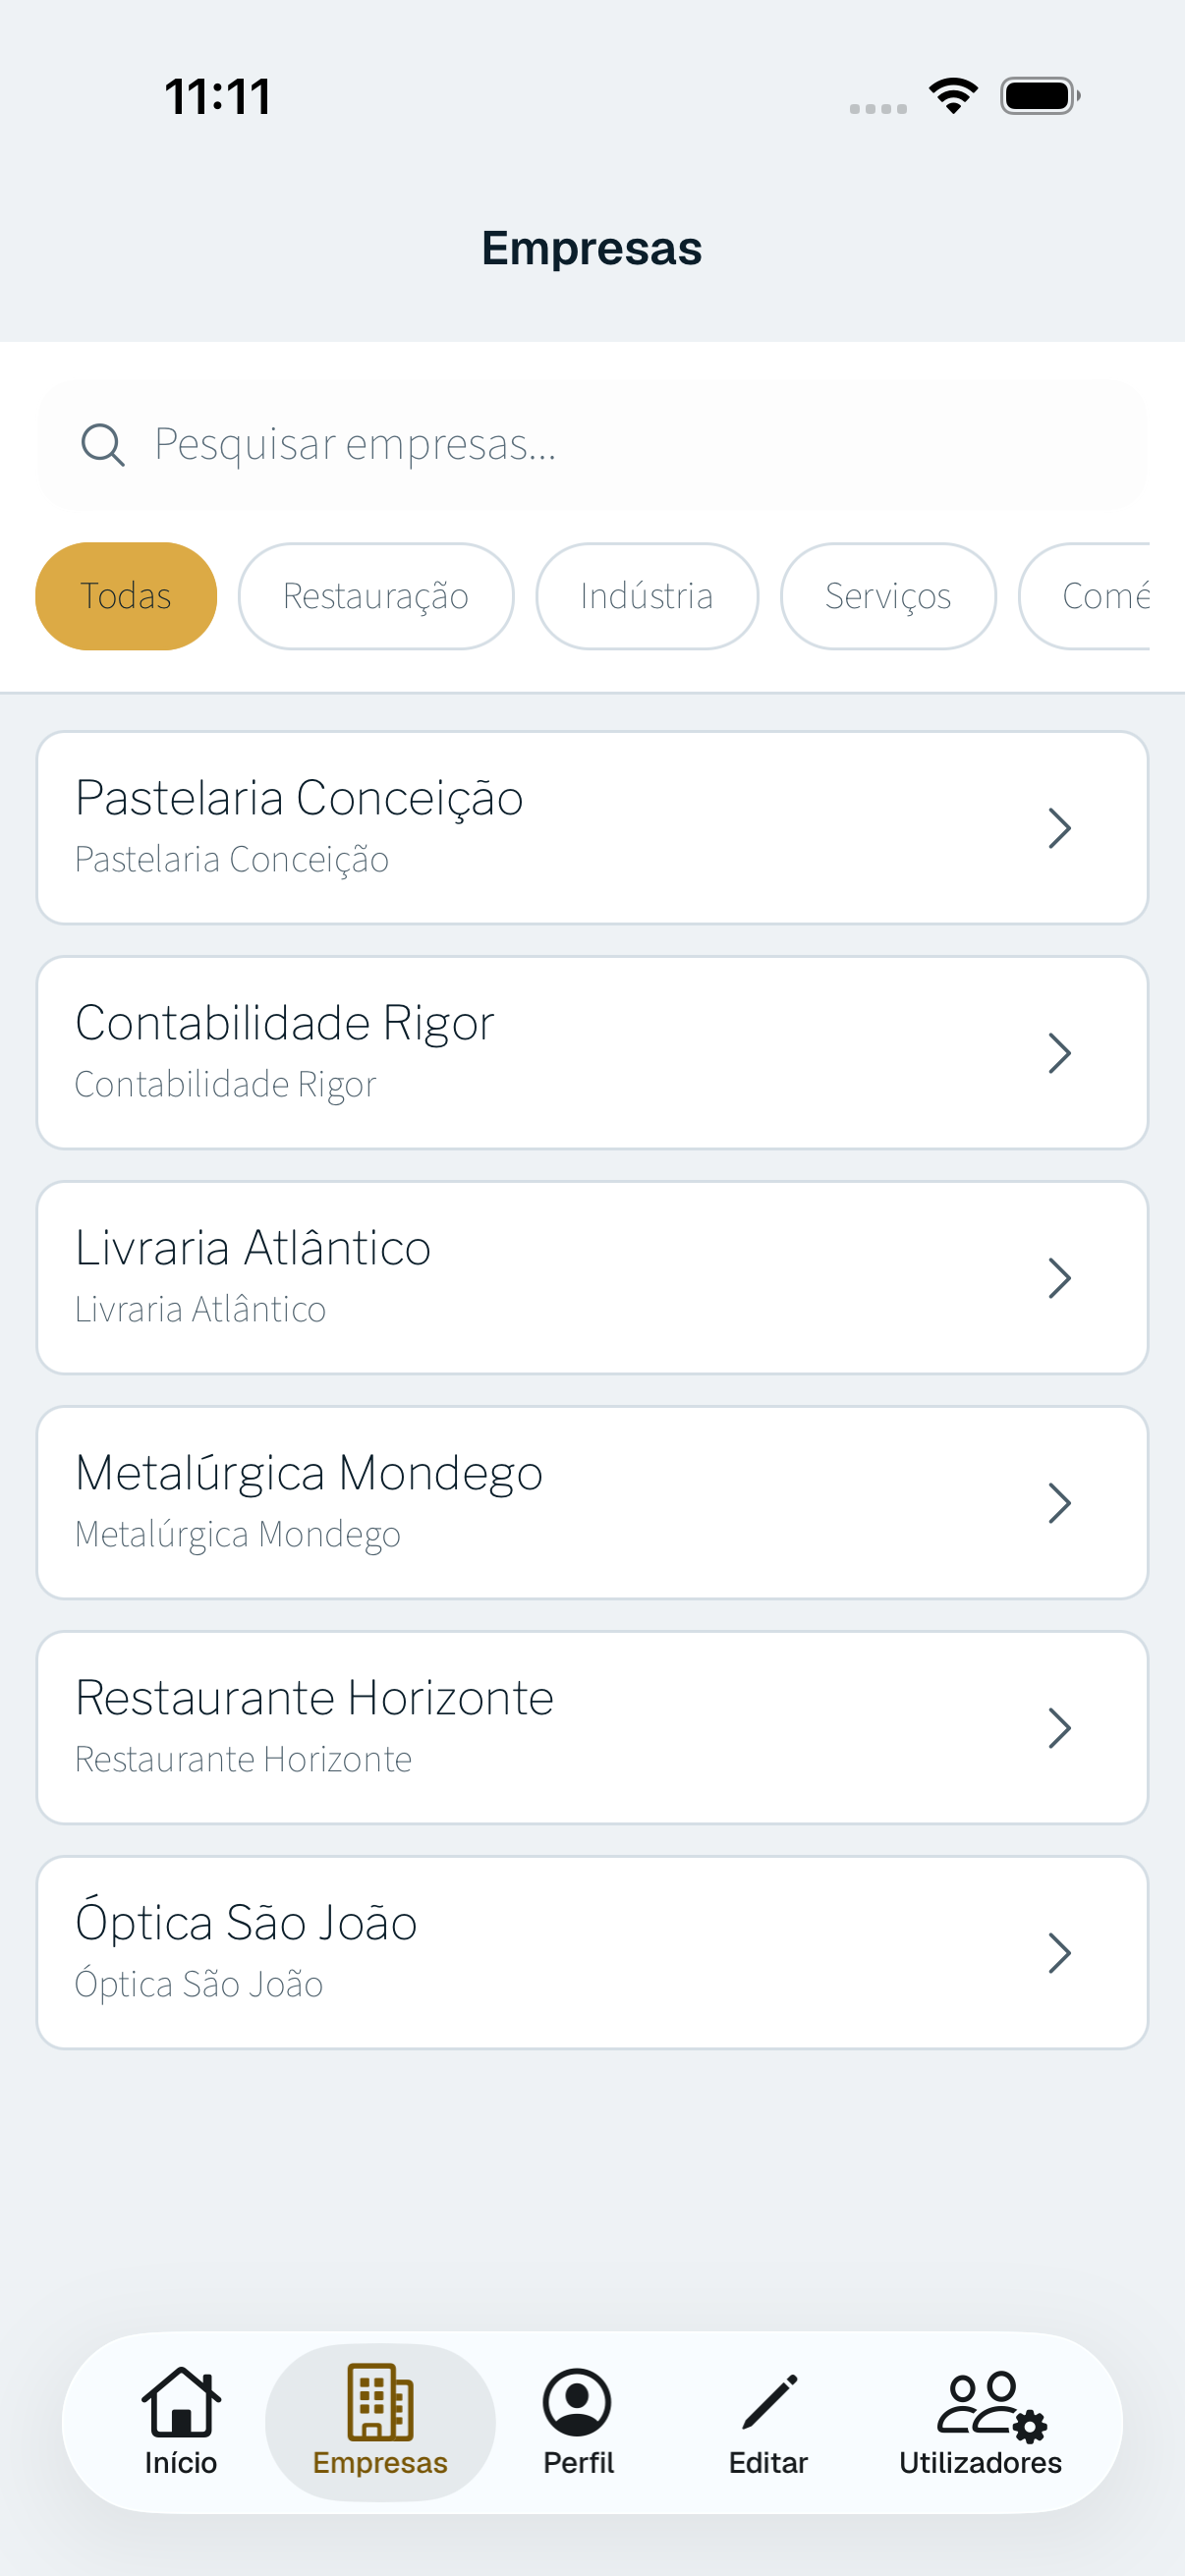 11:11
Empresas
Pesquisar empresas...
Todas
Restauração
Indústria
Serviços
Comé
Pastelaria Conceição
Pastelaria Conceição
Contabilidade Rigor
Contabilidade Rigor
Livraria Atlântico
Livraria Atlântico
Metalúrgica Mondego
Metalúrgica Mondego
Restaurante Horizonte
Restaurante Horizonte
Óptica São João
Óptica São João
Início
Empresas
Perfil
Editar
Utilizadores